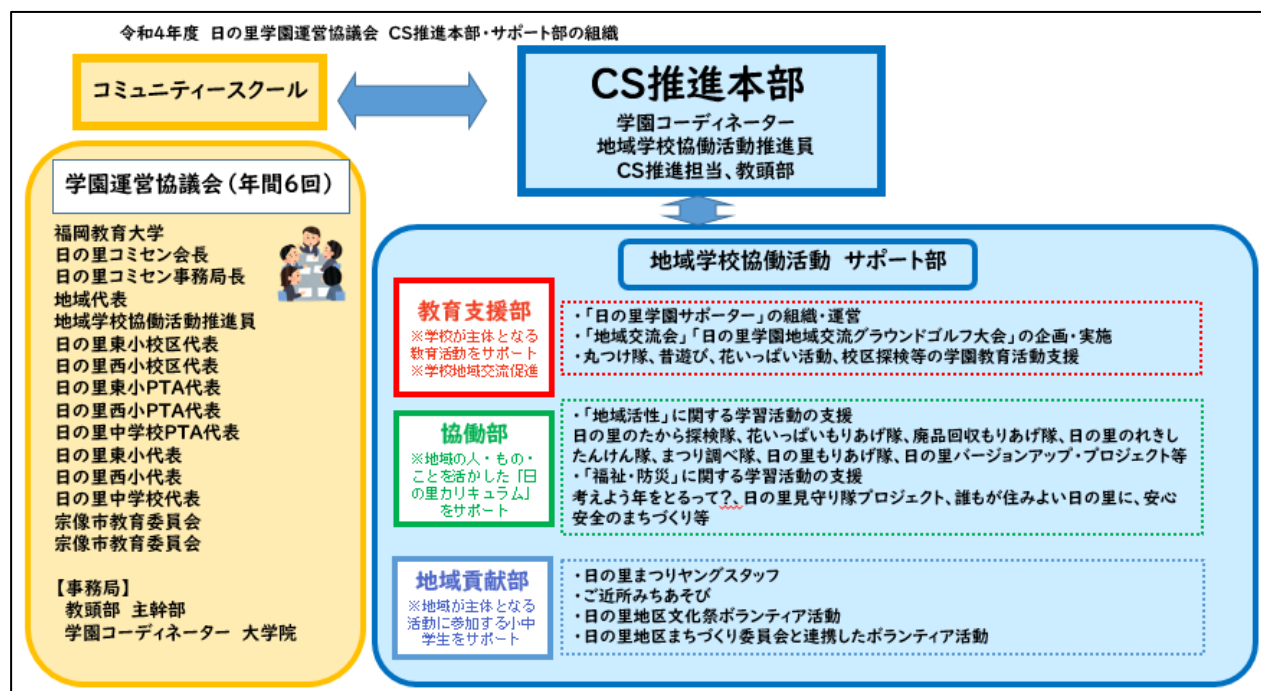 令和4年度 日の里学園運営協議会 CS推進本部・サポート部の組織
コミュニティースクール
CS推進本部
学園コーディネーター
地域学校協働活動推進員
CS推進担当、教頭部
学園運営協議会(年間6回)
福岡教育大学
日の里コミセン会長
日の里コミセン事務局長
地域代表
地域学校協働活動推進員
日の里東小校区代表
日の里西小校区代表
日の里東小PTA代表
日の里西小PTA代表
日の里中学校PTA代表
日の里東小代表
日の里西小代表
日の里中学校代表
宗像市教育委員会
宗像市教育委員会
【事務局】
教頭部 主幹部
学園コーディネーター 大学院
地域学校協働活動 サポート部
教育支援部
※学校が主体となる
教育活動をサポート
※学校地域交流促進
・「日の里学園サポーター」の組織・運営
・「地域交流会」「日の里学園地域交流グラウンドゴルフ大会」の企画・実施
・丸つけ隊、昔遊び、花いっぱい活動、校区探検等の学園教育活動支援
協働部
※地域の人・もの・
ことを活かした「日
の里カリキュラム」
をサポート
・「地域活性」に関する学習活動の支援
日の里のたから探検隊、花いっぱいもりあげ隊、廃品回収もりあげ隊、日の里のれきし
たんけん隊、まつり調べ隊、日の里もりあげ隊、日の里バージョンアップ・プロジェクト等
・「福祉・防災」に関する学習活動の支援
考えよう年をとるって?、日の里見守り隊プロジェクト、誰もが住みよい日の里に、安心
安全のまちづくり等
地域貢献部
※地域が主体となる
活動に参加する小中
学生をサポート
・日の里まつりヤングスタッフ
・ご近所みちあそび
・日の里地区文化祭ボランティア活動
・日の里地区まちづくり委員会と連携したボランティア活動